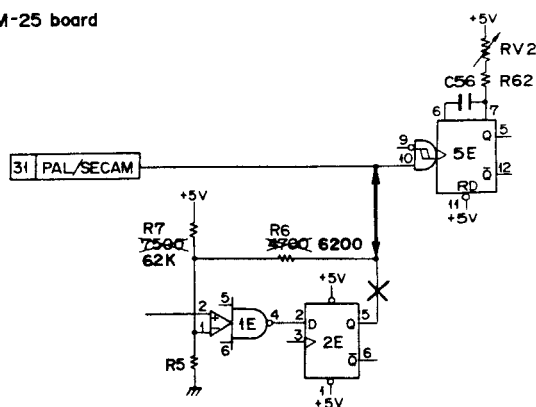 M-25 board
+5V
RV2
R62
C56
6
7
9
10
5E
Q 5
Q̅ 12
RD
11
+5V
31 PAL/SECAM
+5V
R7
7500
62K
R6
4700 6200
+5V
5
2
1
+
−
1E
4
6
2 D
3
2E
Q 5
Q̅ 6
1
+5V
R5